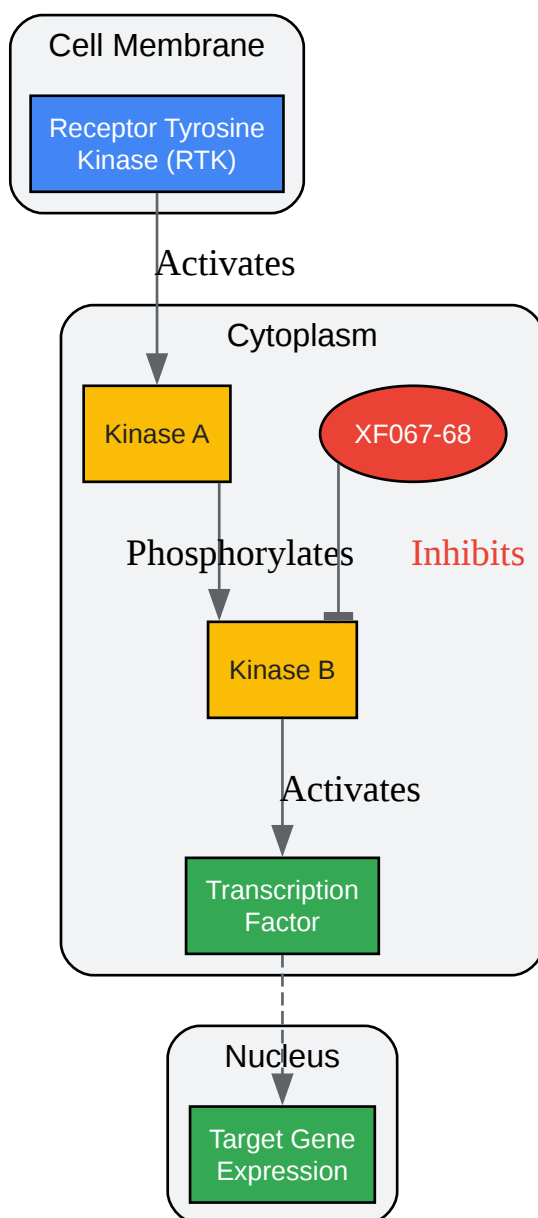 Cell Membrane
Receptor Tyrosine
Kinase (RTK)
Activates
Cytoplasm
Kinase A
XF067-68
Phosphorylates
Inhibits
Kinase B
Activates
Transcription
Factor
Nucleus
Target Gene
Expression